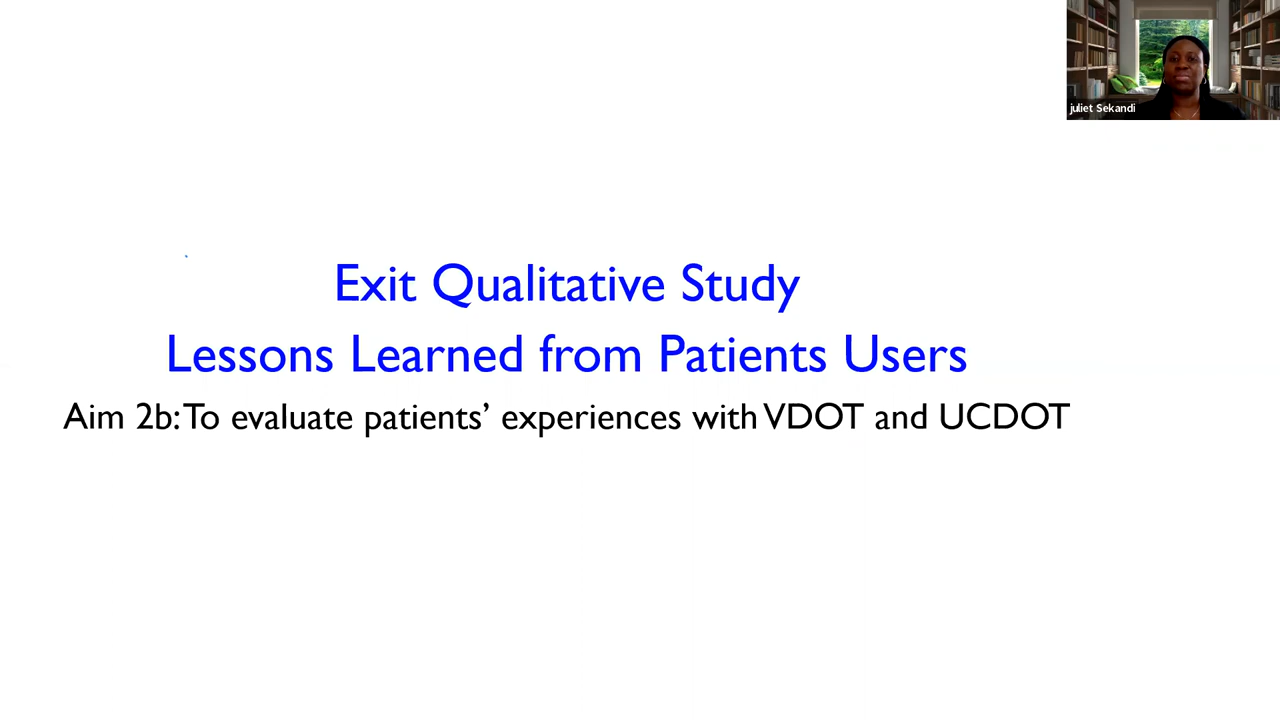 juliet Sekandi
Exit Qualitative Study
Lessons Learned from Patients Users
Aim 2b: To evaluate patients’ experiences with VDOT and UCDOT